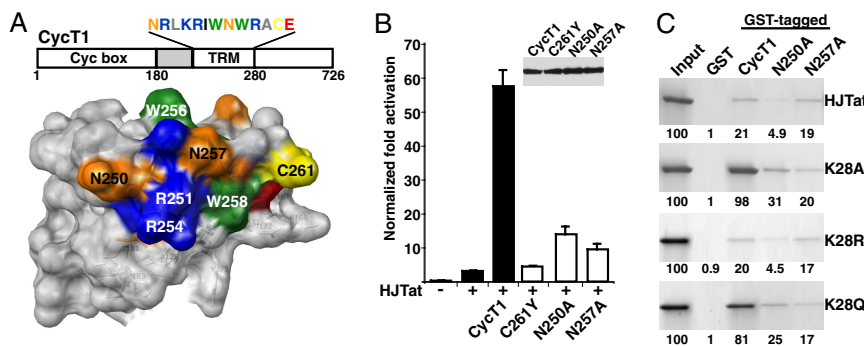 A
NRLKRIWNWRACE
CycT1
Cyc box
TRM
1
180
280
726
W256
N257
N250
C261
R251
W258
R254
B
Normalized fold activation
70
60
50
40
30
20
10
CycT1
C261Y
N250A
N257A
HJTat - + + + + +
CycT1
C261Y
N250A
N257A
C
GST-tagged
Input
GST
CycT1
N250A
N257A
HJTat
100 1 21 4.9 19
K28A
100 1 98 31 20
K28R
100 0.9 20 4.5 17
K28Q
100 1 81 25 17